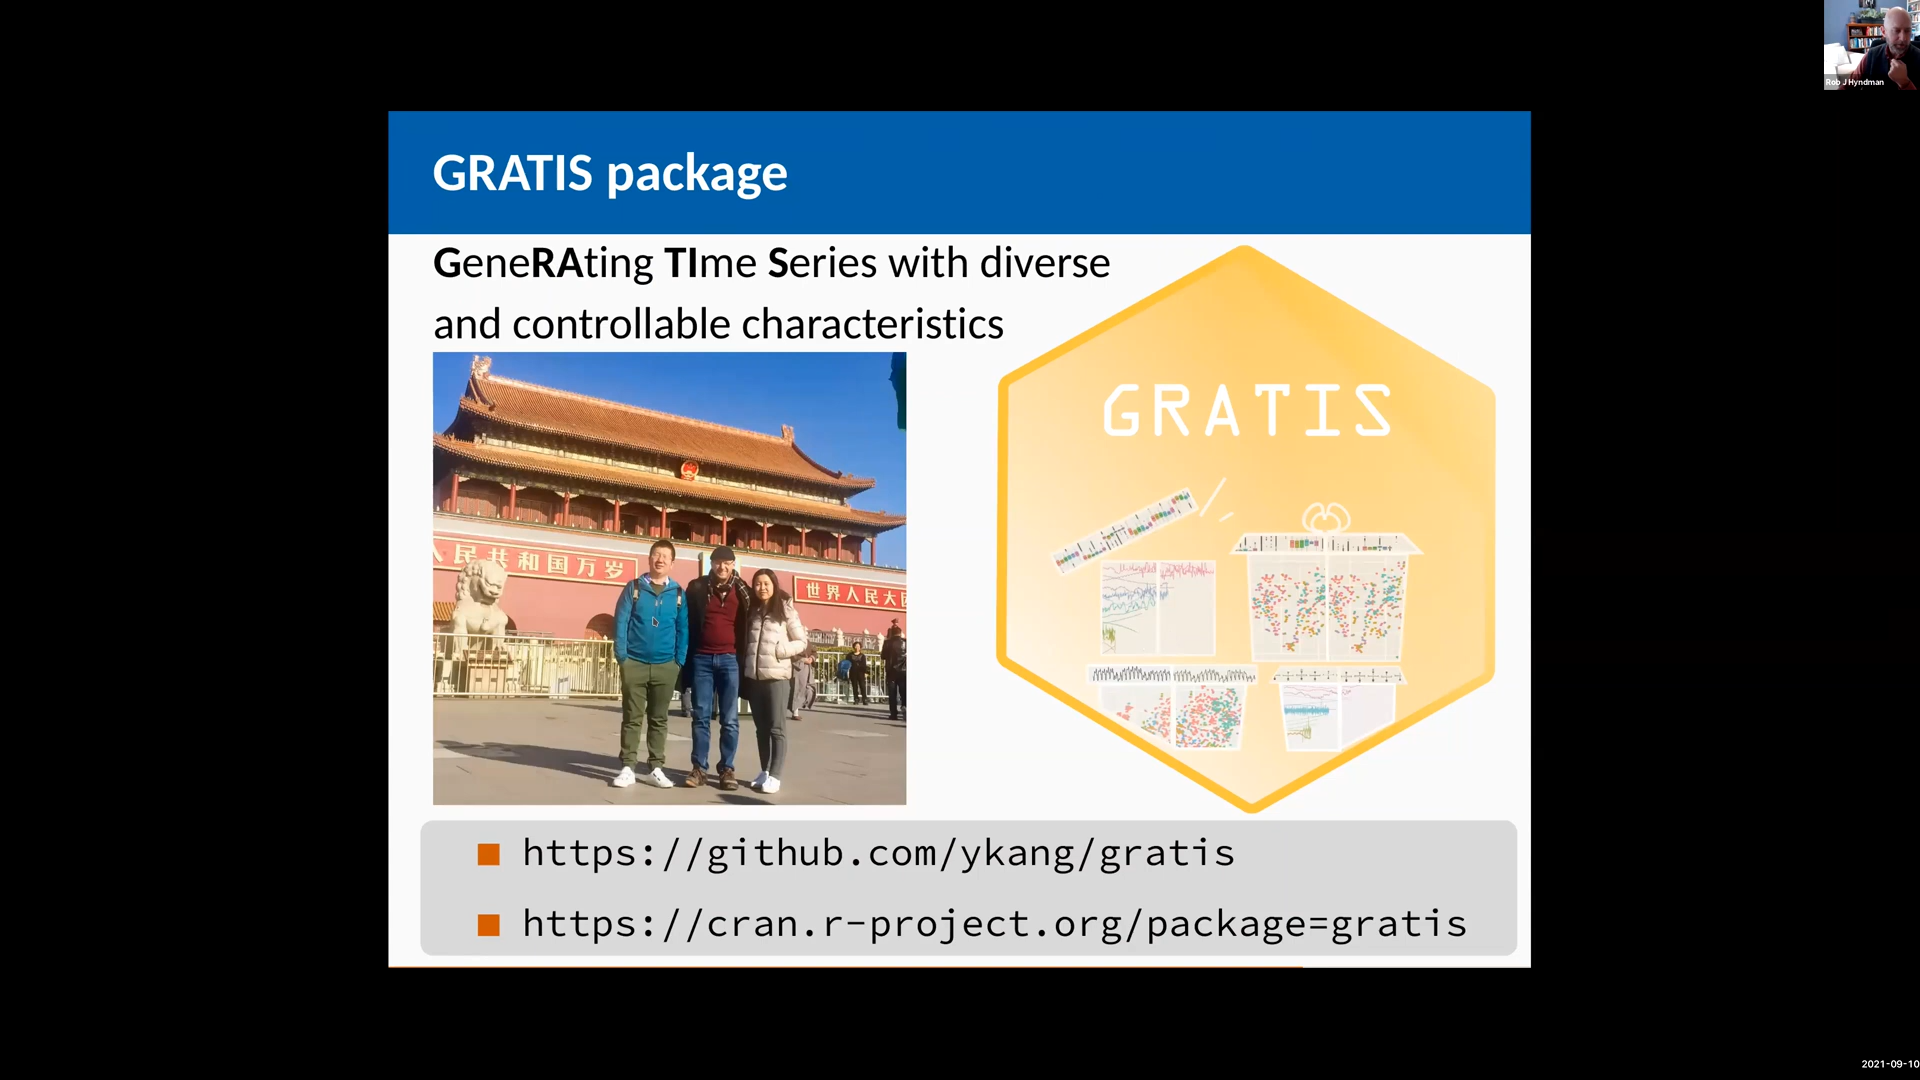 Rob J Hyndman
GRATIS package
GeneRAting TIme Series with diverse
and controllable characteristics
GRATIS
人民共和国万岁
世界人民大
https://github.com/ykang/gratis
https://cran.r-project.org/package=gratis
2021-09-10